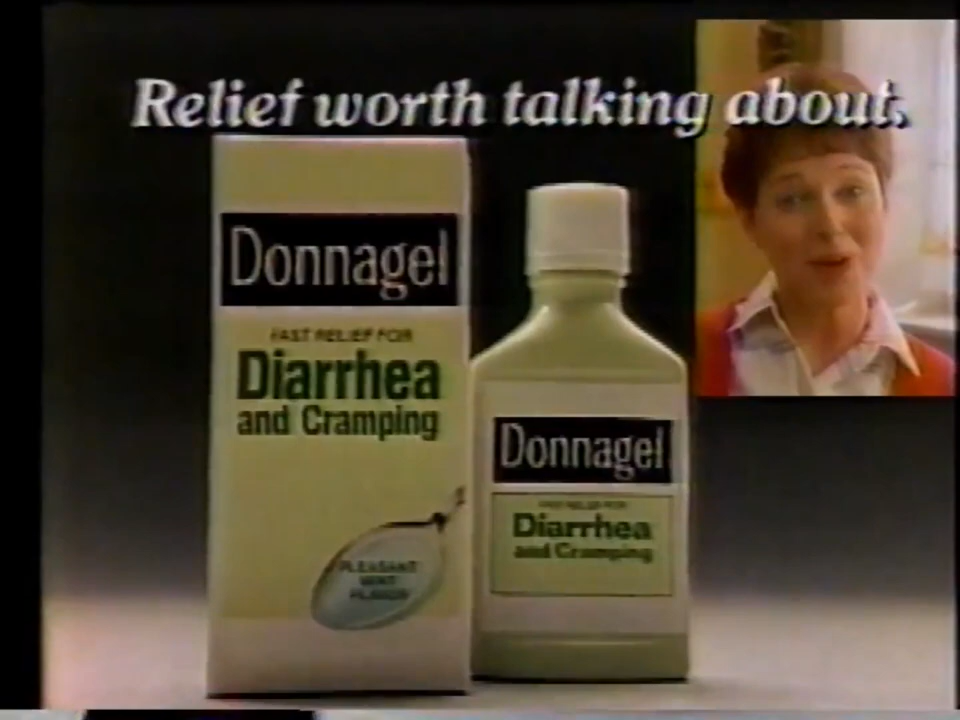 Relief worth talking about.
Donnagel
FAST RELIEF FOR
Diarrhea
and Cramping
PLEASANT
MINT
FLAVOR
Donnagel
FAST RELIEF FOR
Diarrhea
and Cramping